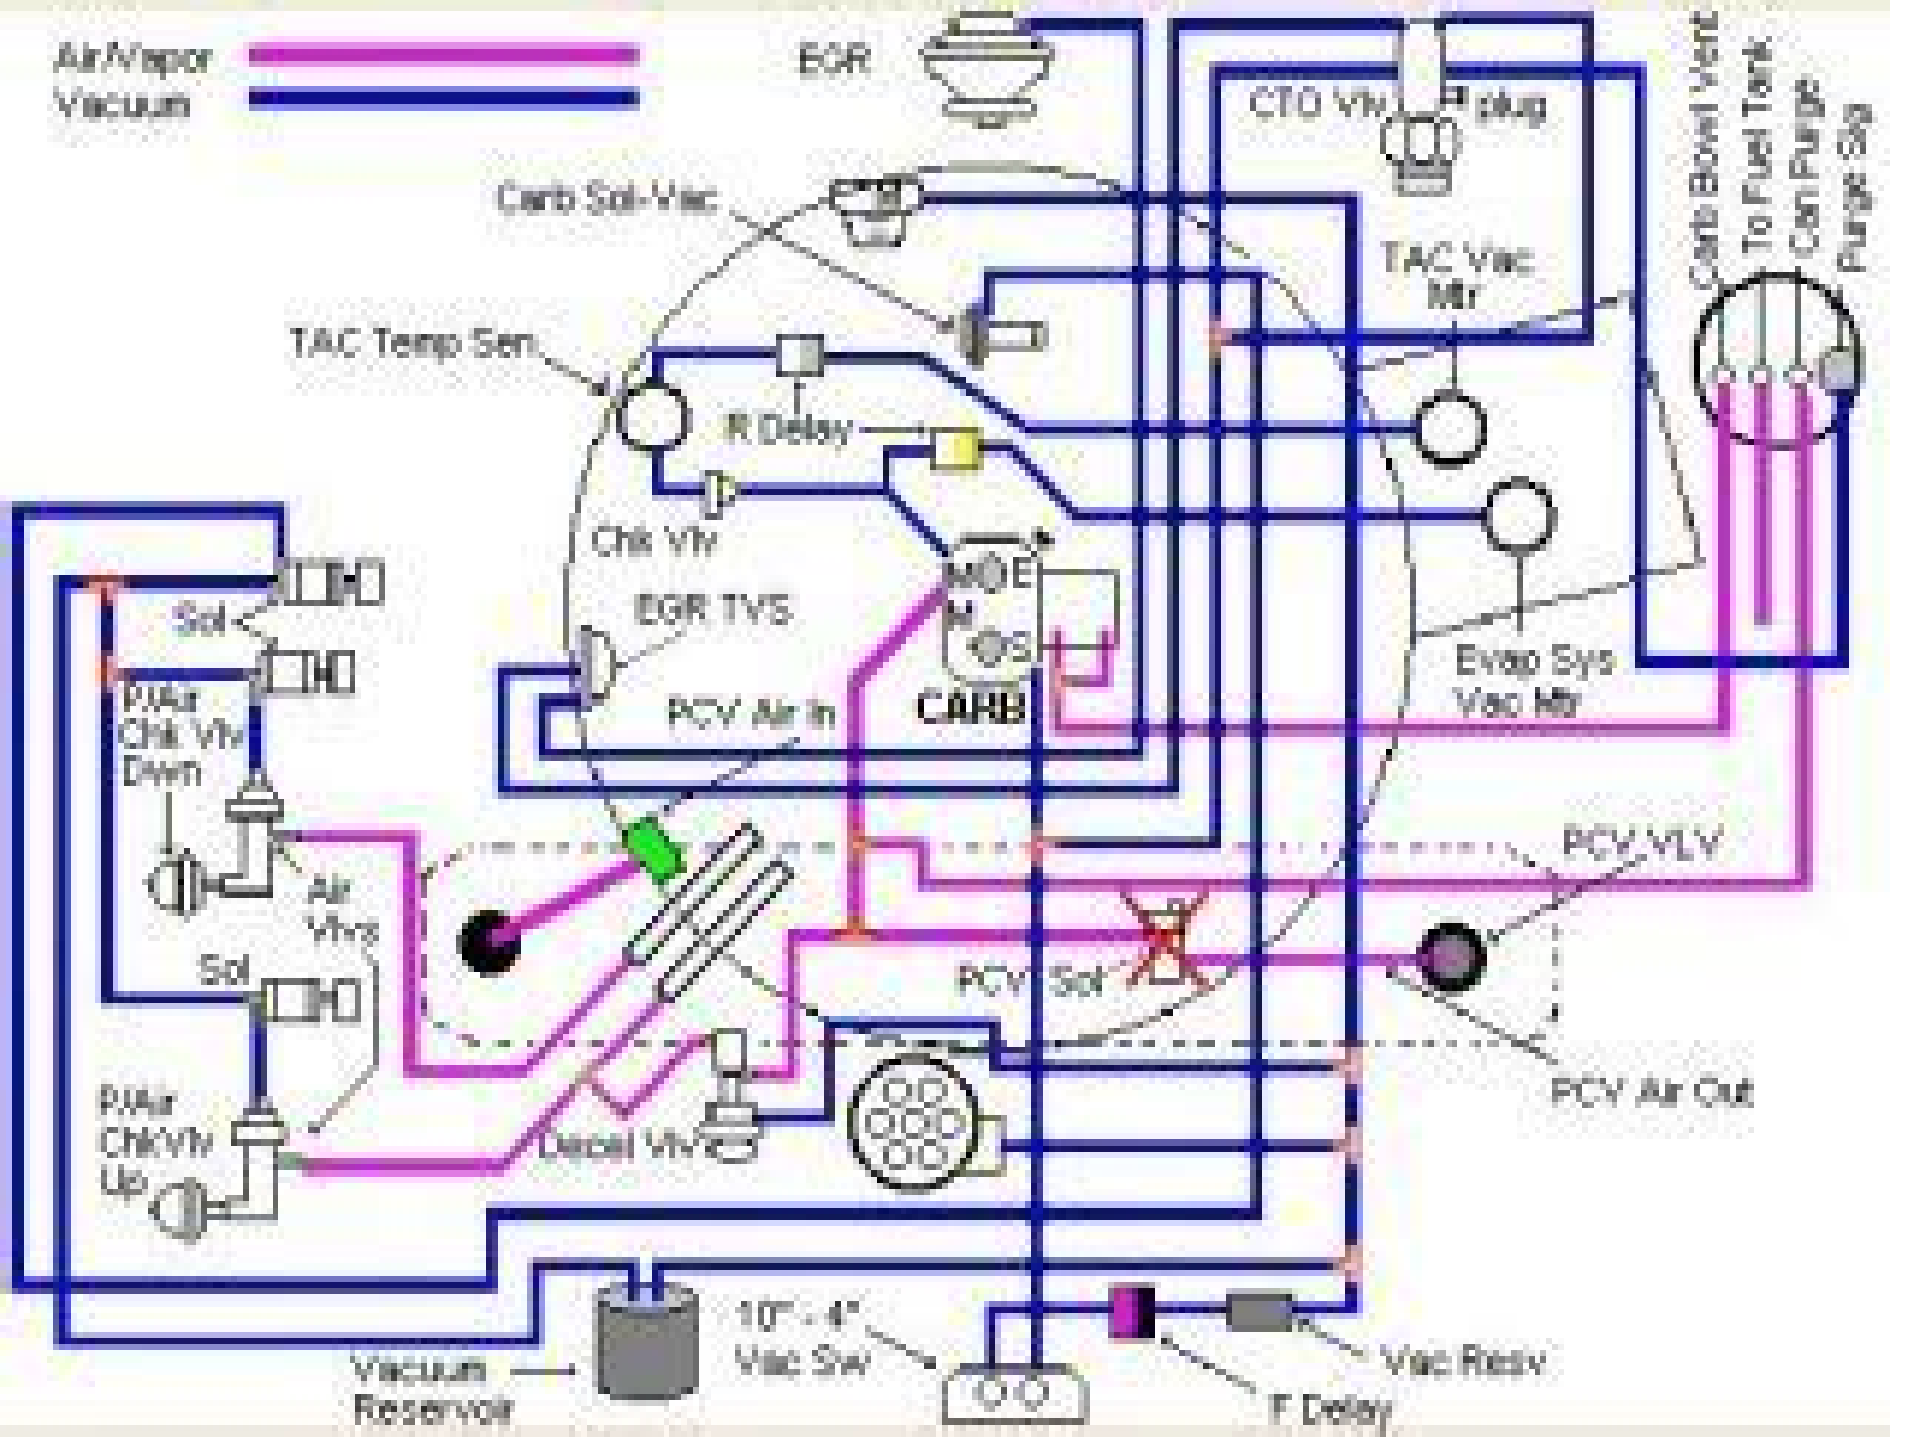 Air/Vapor
Vacuum
EGR
CTO Vlv
plug
Carb Bowl Vent
To Fuel Tank
Can Purge
Purge Sig
Carb Sol-Vac
TAC Vac
Mtr
TAC Temp Sen
R Delay
Chk Vlv
M E
M
S
CARB
EGR TVS
Sol
Evap Sys
Vac Mtr
PCV Air In
P/Air
Chk Vlv
Dwn
PCV VLV
Air
Vlvs
Sol
PCV Sol
PCV Air Out
P/Air
ChkVlv
Up
Decel Vlv
10" - 4"
Vac Sw
Vacuum
Reservoir
Vac Resv
F Delay